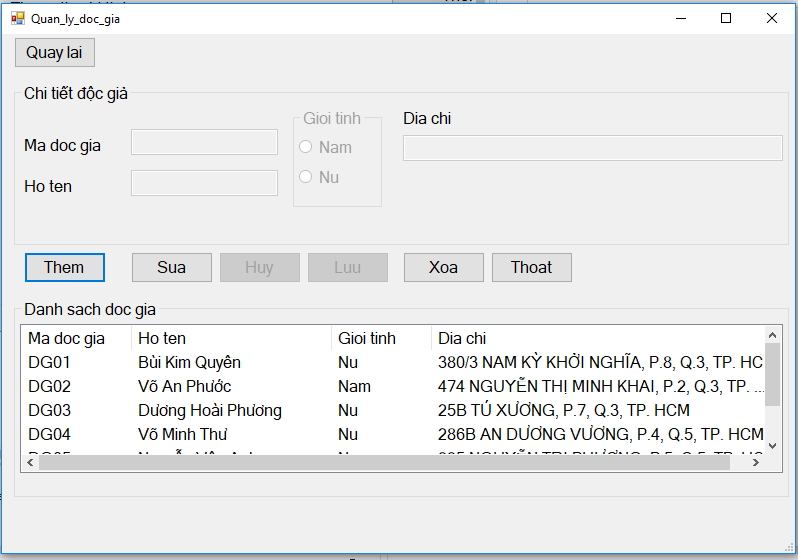 Quan_ly_doc_gia
Quay lai
Chi tiết độc giả
Ma doc gia
Ho ten
Gioi tinh
Nam
Nu
Dia chi
Them Sua Huy Luu Xoa Thoat
Danh sach doc gia
Ma doc gia Ho ten Gioi tinh Dia chi
DG01 Bùi Kim Quyên Nu 380/3 NAM KỲ KHỞI NGHĨA, P.8, Q.3, TP. HC
DG02 Võ An Phước Nam 474 NGUYỄN THỊ MINH KHAI, P.2, Q.3, TP. ...
DG03 Dương Hoài Phương Nu 25B TÚ XƯƠNG, P.7, Q.3, TP. HCM
DG04 Võ Minh Thư Nu 286B AN DƯƠNG VƯƠNG, P.4, Q.5, TP. HCM